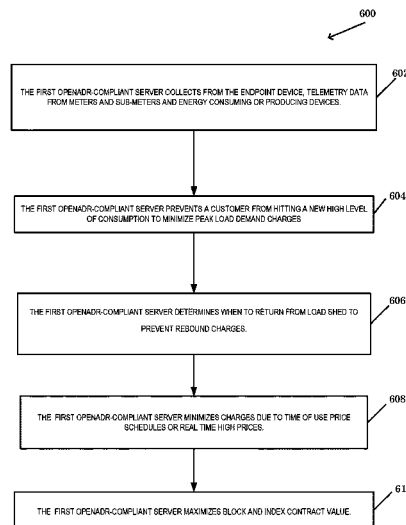 600
602
THE FIRST OPENADR-COMPLIANT SERVER COLLECTS FROM THE ENDPOINT DEVICE, TELEMETRY DATA
FROM METERS AND SUB-METERS AND ENERGY CONSUMING OR PRODUCING DEVICES.
604
THE FIRST OPENADR-COMPLIANT SERVER PREVENTS A CUSTOMER FROM HITTING A NEW HIGH LEVEL
OF CONSUMPTION TO MINIMIZE PEAK LOAD DEMAND CHARGES
606
THE FIRST OPENADR-COMPLIANT SERVER DETERMINES WHEN TO RETURN FROM LOAD SHED TO
PREVENT REBOUND CHARGES.
608
THE FIRST OPENADR-COMPLIANT SERVER MINIMIZES CHARGES DUE TO TIME OF USE PRICE
SCHEDULES OR REAL TIME HIGH PRICES.
61
THE FIRST OPENADR-COMPLIANT SERVER MAXIMIZES BLOCK AND INDEX CONTRACT VALUE.